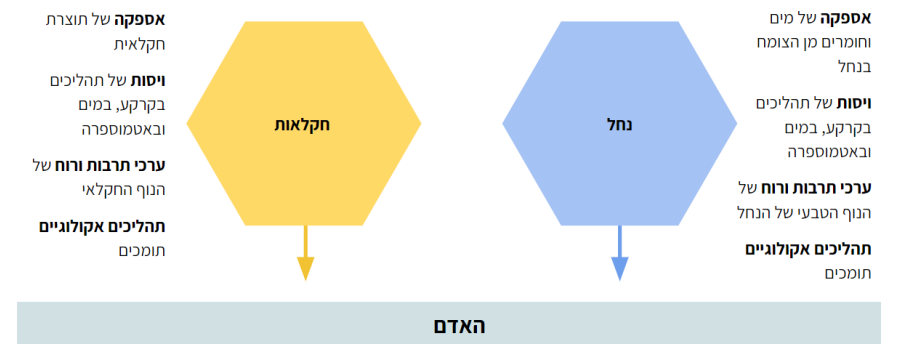 אספקה של מים
וחומרים מן הצומח
בנחל
ויסות של תהליכים
בקרקע, במים
ובאטמוספרה
ערכי תרבות ורוח של
הנוף הטבעי של הנחל
תהליכים אקולוגיים
תומכים
נחל
חקלאות
אספקה של תוצרת
חקלאית
ויסות של תהליכים
בקרקע, במים
ובאטמוספרה
ערכי תרבות ורוח של
הנוף החקלאי
תהליכים אקולוגיים
תומכים
האדם